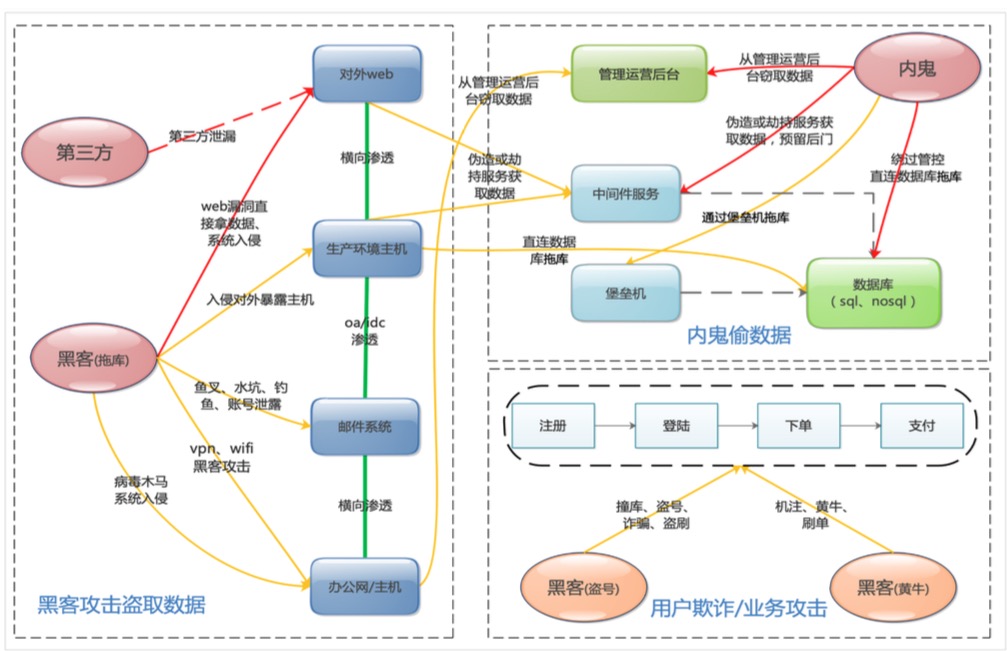 对外web
第三方
第三方泄漏
横向渗透
web漏洞直
接拿数据、
系统入侵
生产环境主机
入侵对外暴露主机
oa/idc
渗透
黑客(拖库)
鱼叉、水坑、钓
鱼、账号泄露
邮件系统
vpn、wifi
黑客攻击
病毒木马
系统入侵
横向渗透
办公网/主机
黑客攻击盗取数据
从管理运营后
台窃取数据
伪造或劫
持服务获
取数据
直连数据
库拖库
管理运营后台
从管理运营后
台窃取数据
内鬼
伪造或劫持服务获
取数据，预留后门
绕过管控
直连数据库拖库
中间件服务
通过堡垒机拖库
堡垒机
数据库
（sql、nosql）
内鬼偷数据
注册
登陆
下单
支付
撞库、盗号、
诈骗、盗刷
机注、黄牛、
刷单
黑客(盗号)
黑客(黄牛)
用户欺诈/业务攻击